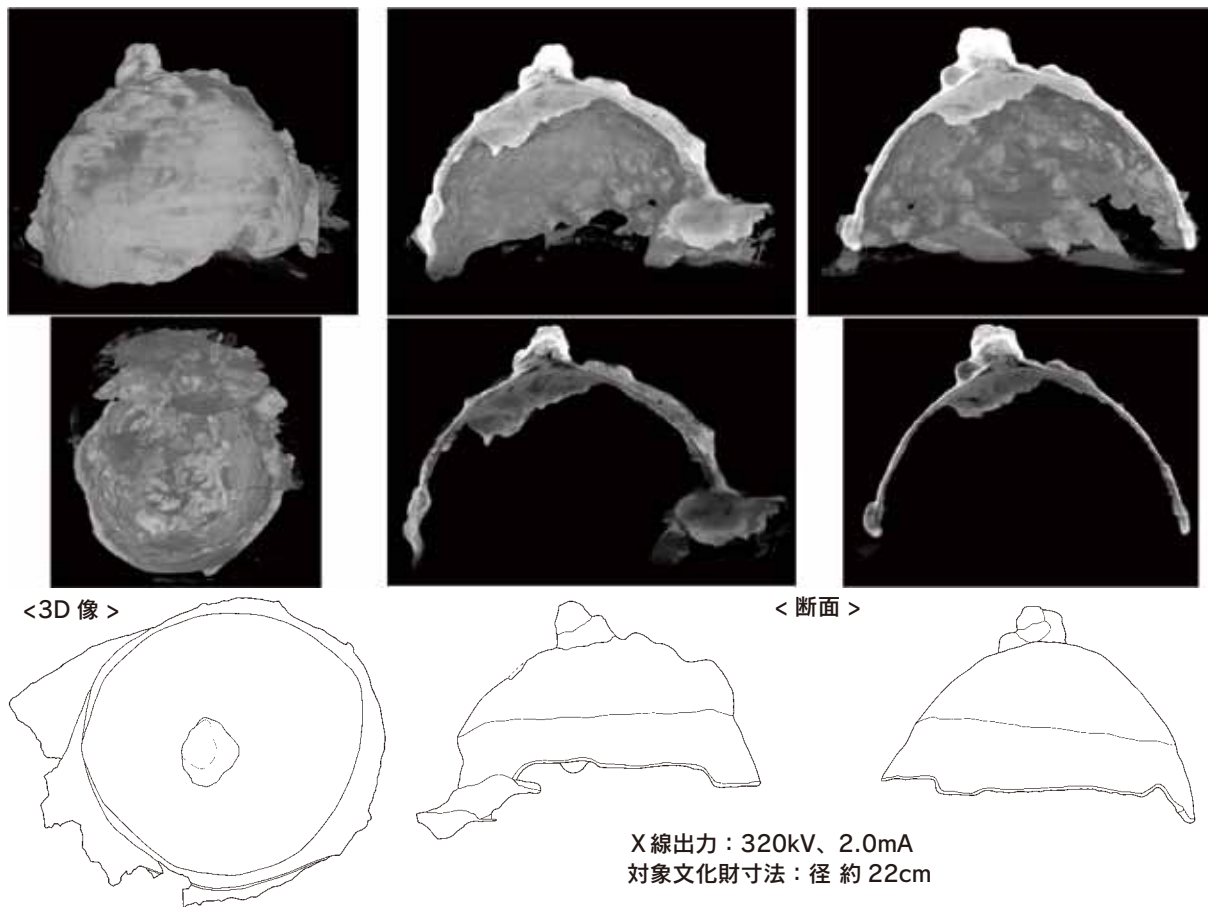 <3D 像 >
< 断面 >
X 線出力：320kV、2.0mA
対象文化財寸法：径 約 22cm